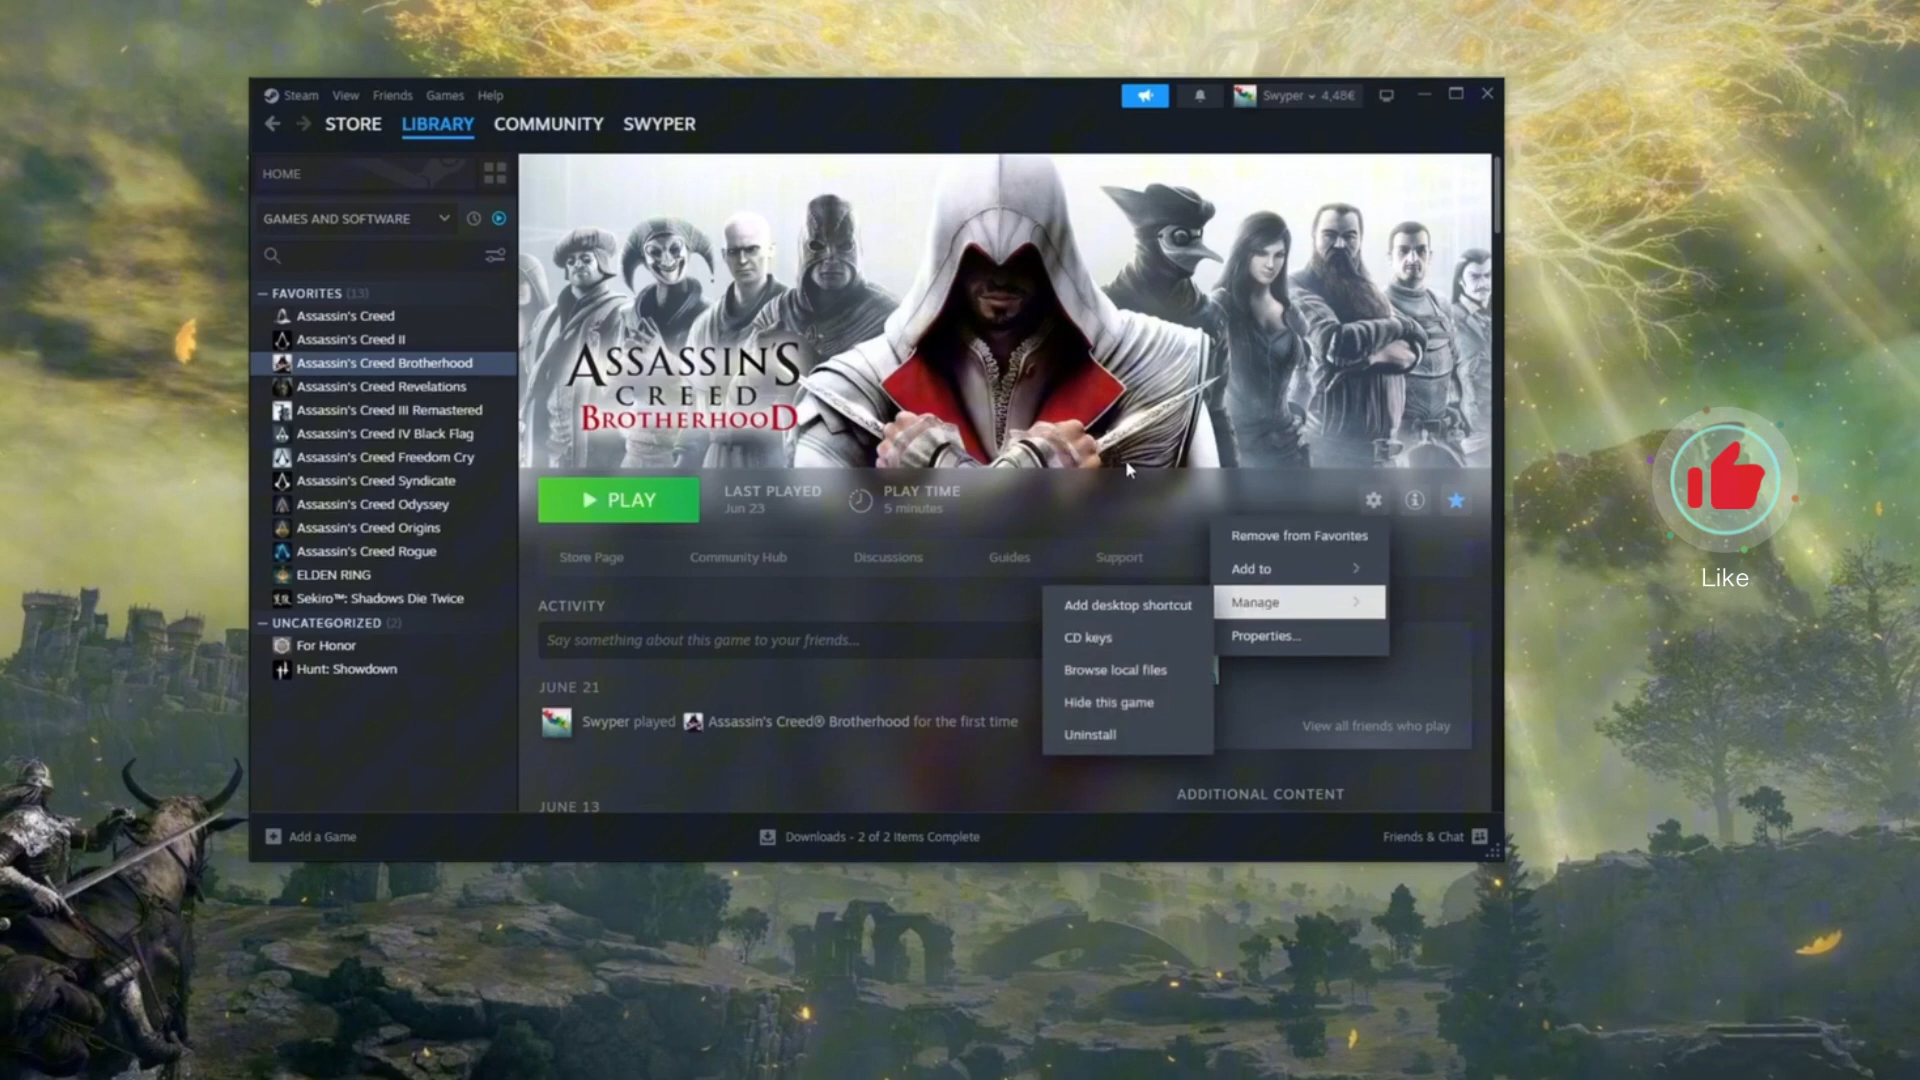 Steam View Friends Games Help
Swyper 4,48€
STORE LIBRARY COMMUNITY SWYPER
HOME
GAMES AND SOFTWARE
FAVORITES (13)
Assassin's Creed
Assassin's Creed II
Assassin's Creed Brotherhood
Assassin's Creed Revelations
Assassin's Creed III Remastered
Assassin's Creed IV Black Flag
Assassin's Creed Freedom Cry
Assassin's Creed Syndicate
Assassin's Creed Odyssey
Assassin's Creed Origins
Assassin's Creed Rogue
ELDEN RING
Sekiro™: Shadows Die Twice
UNCATEGORIZED (2)
For Honor
Hunt: Showdown
ASSASSIN'S
CREED
BROTHERHOOD
PLAY
LAST PLAYED
Jun 23
PLAY TIME
5 minutes
Store Page Community Hub Discussions Guides Support
Remove from Favorites
Add to
Manage
Properties...
Add desktop shortcut
CD keys
Browse local files
Hide this game
Uninstall
ACTIVITY
Say something about this game to your friends...
JUNE 21
Swyper played Assassin's Creed® Brotherhood for the first time
View all friends who play
JUNE 13
ADDITIONAL CONTENT
Add a Game
Downloads - 2 of 2 Items Complete
Friends & Chat
Like